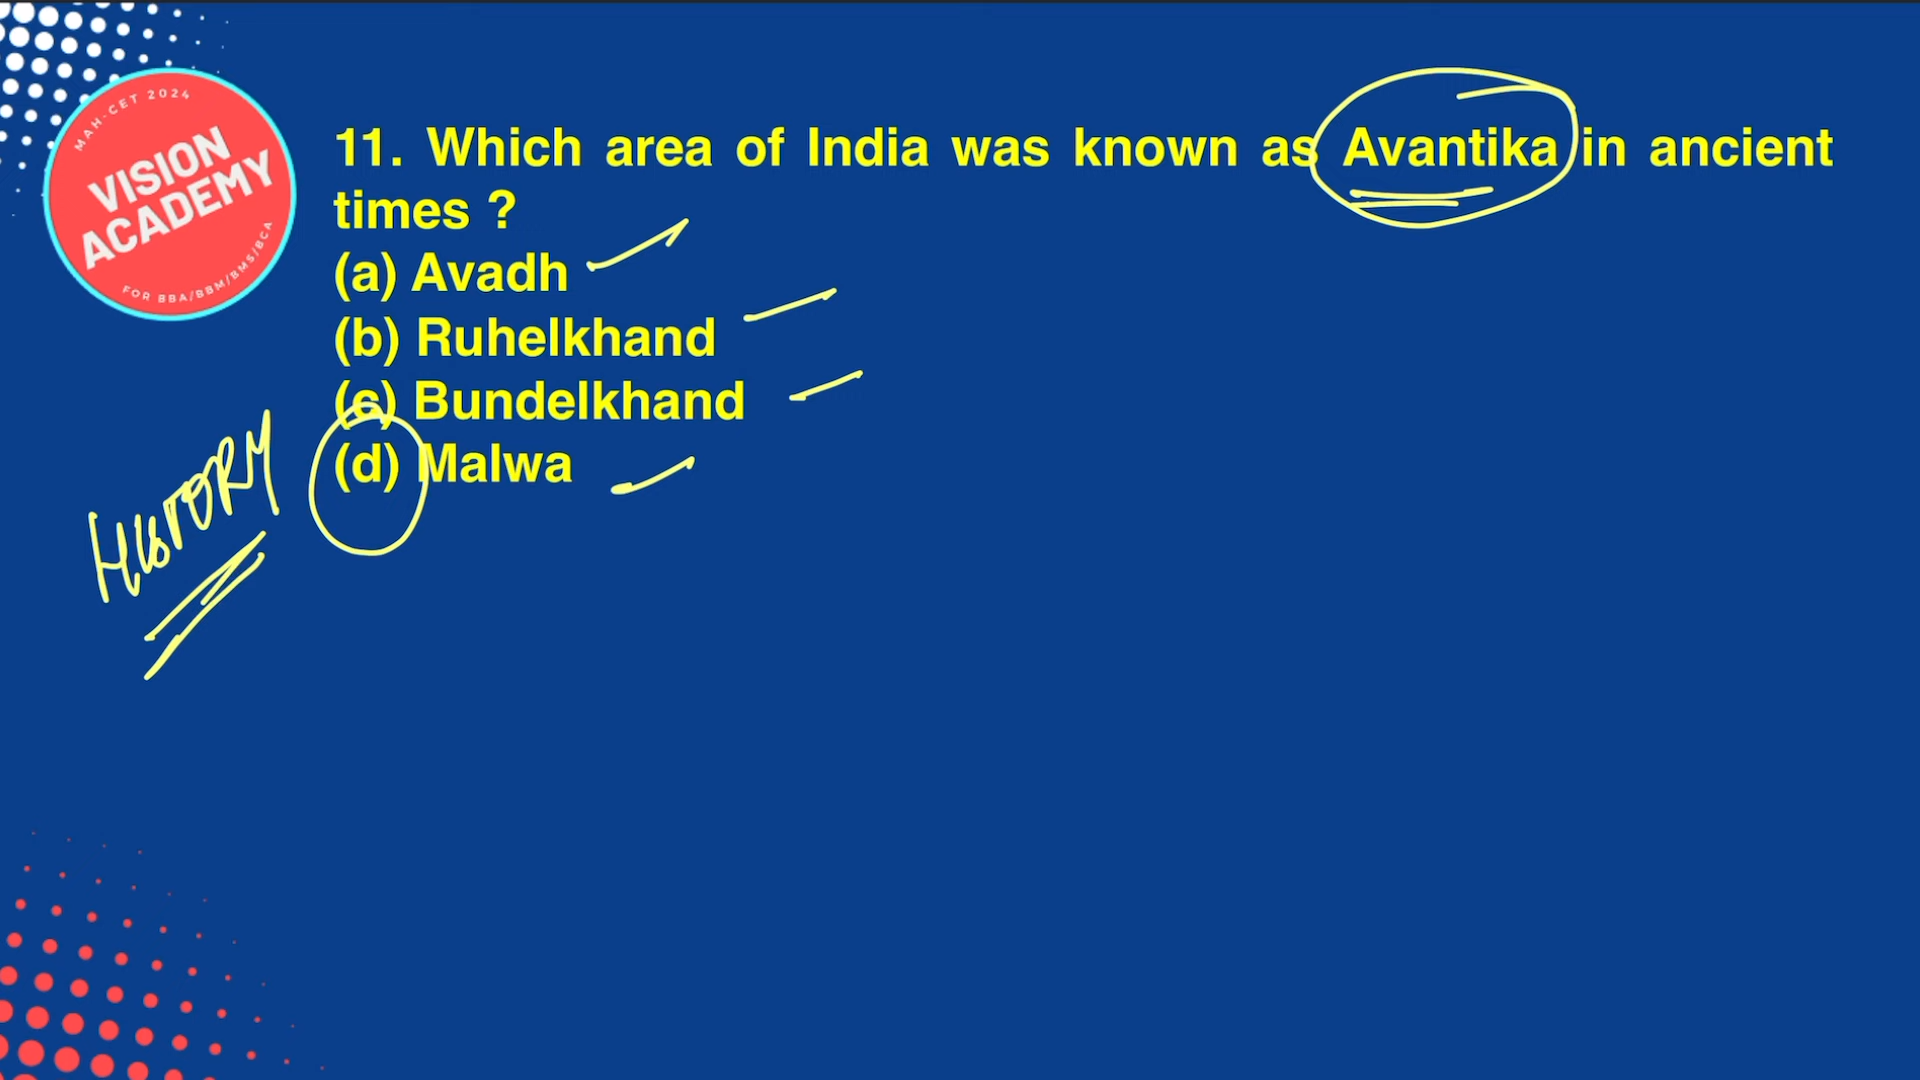 MAH-CET 2024
VISION
ACADEMY
FOR BBA/BBM/BMS/BCA
11. Which area of India was known as Avantika in ancient
times ?
(a) Avadh
(b) Ruhelkhand
(c) Bundelkhand
(d) Malwa
HISTORY